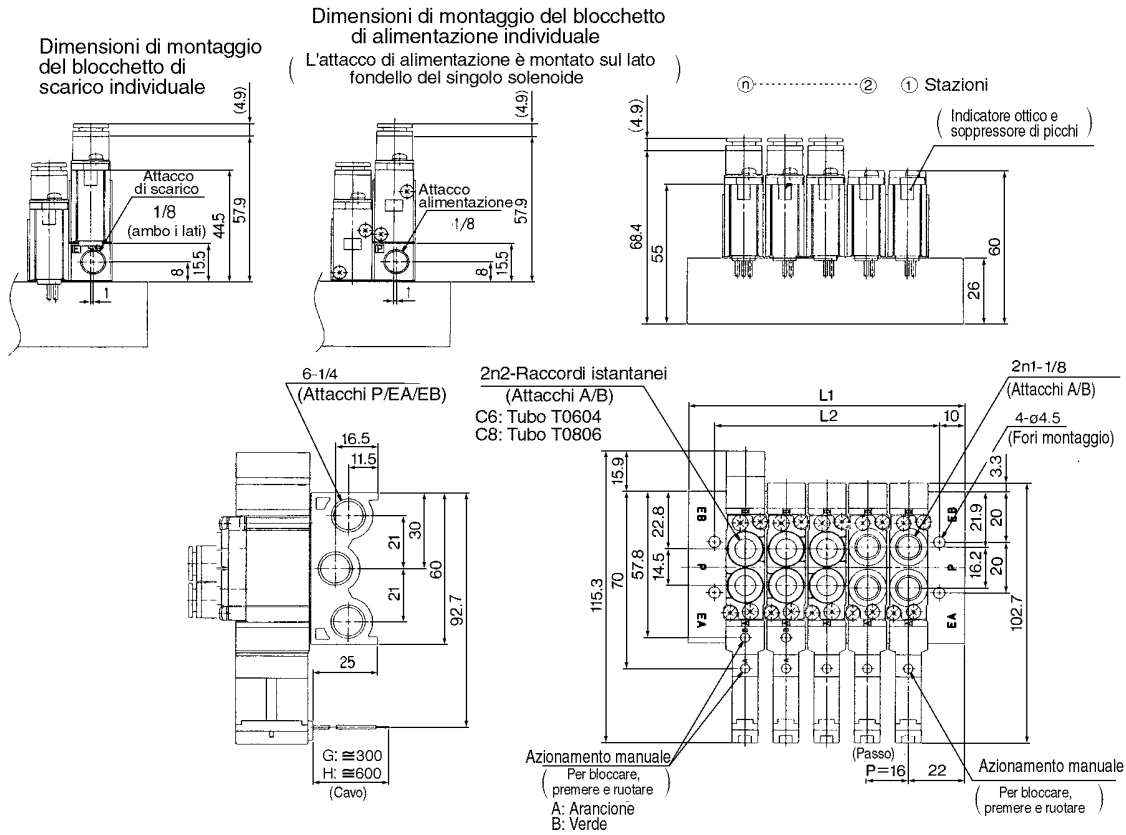 Dimensioni di montaggio
del blocchetto di
scarico individuale
Dimensioni di montaggio del blocchetto
di alimentazione individuale
( L'attacco di alimentazione è montato sul lato
fondello del singolo solenoide )
ⓝ ② ① Stazioni
( Indicatore ottico e
soppressore di picchi )
(4.9)
Attacco
di scarico
1/8
(ambo i lati)
8
15.5
44.5
57.9
1
(4.9)
Attacco
alimentazione
1/8
8
15.5
57.9
1
(4.9)
68.4
55
60
26
6-1/4
(Attacchi P/EA/EB)
16.5
11.5
21
21
30
60
92.7
25
G: ≅300
H: ≅600
(Cavo)
2n2-Raccordi istantanei
(Attacchi A/B)
C6: Tubo T0604
C8: Tubo T0806
2n1-1/8
(Attacchi A/B)
4-ø4.5
(Fori montaggio)
L1
L2
10
3.3
15.9
22.8
57.8
14.5
70
115.3
EB
P
EA
EB
P
EA
21.9
20
16.2
20
102.7
Azionamento manuale
( Per bloccare,
premere e ruotare )
A: Arancione
B: Verde
(Passo)
P=16
22
Azionamento manuale
( Per bloccare,
premere e ruotare )